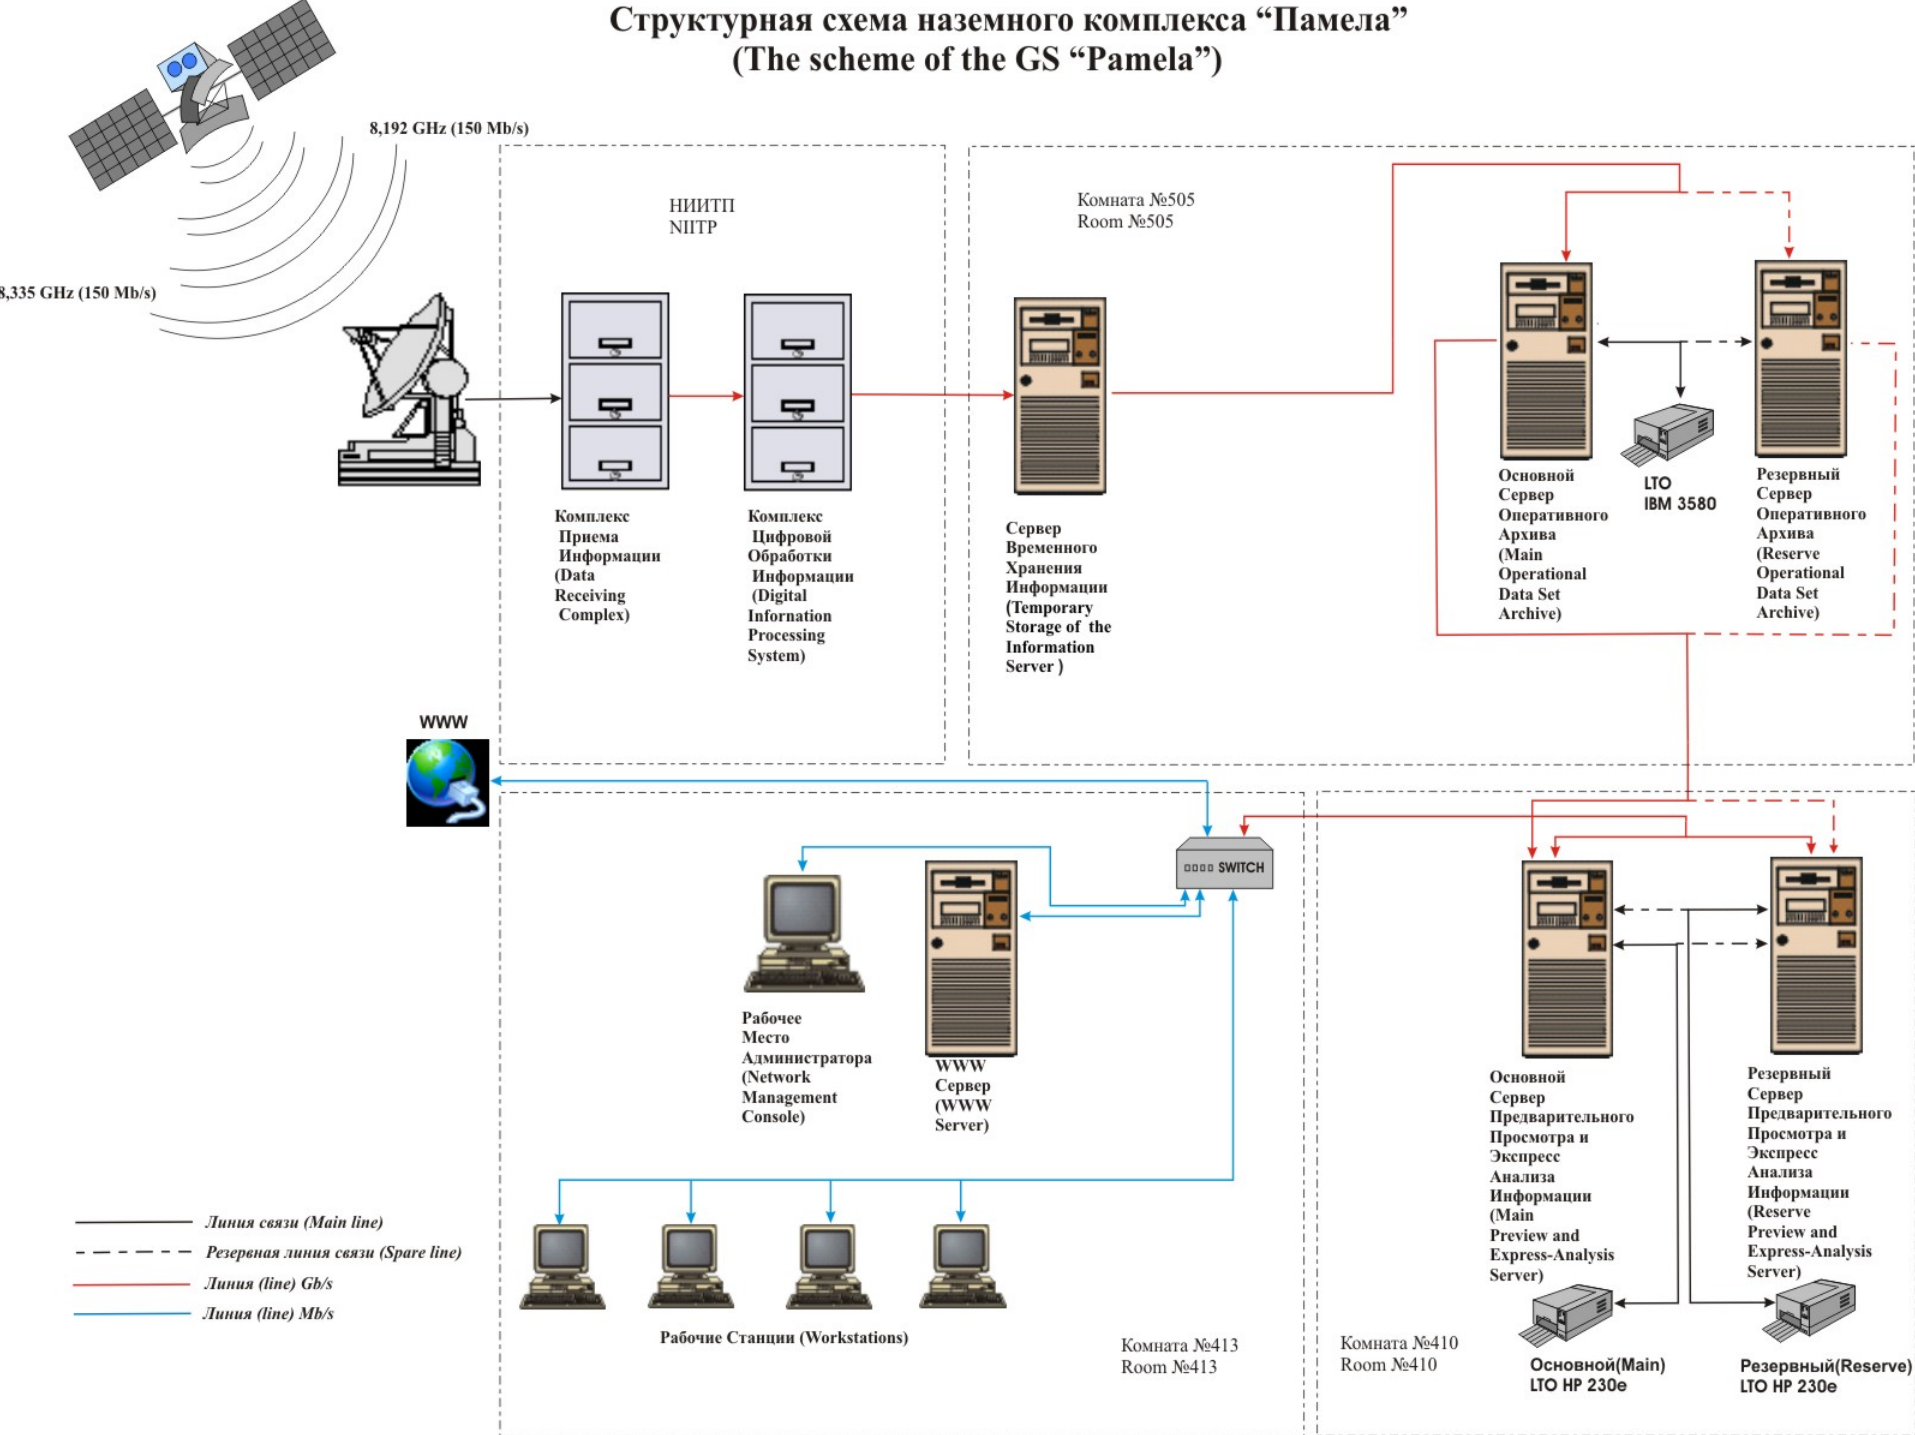 Структурная схема наземного комплекса “Памела”
(The scheme of the GS “Pamela”)
8,192 GHz (150 Mb/s)
8,335 GHz (150 Mb/s)
НИИТП
NIITP
Комната №505
Room №505
Комплекс
Приема
Информации
(Data
Receiving
Complex)
Комплекс
Цифровой
Обработки
Информации
(Digital
Infornation
Processing
System)
Сервер
Временного
Хранения
Информации
(Temporary
Storage of the
Information
Server )
Основной
Сервер
Оперативного
Архива
(Main
Operational
Data Set
Archive)
LTO
IBM 3580
Резервный
Сервер
Оперативного
Архива
(Reserve
Operational
Data Set
Archive)
WWW
SWITCH
Рабочее
Место
Администратора
(Network
Management
Console)
WWW
Сервер
(WWW
Server)
Основной
Сервер
Предварительного
Просмотра и
Экспресс
Анализа
Информации
(Main
Preview and
Express-Analysis
Server)
Резервный
Сервер
Предварительного
Просмотра и
Экспресс
Анализа
Информации
(Reserve
Preview and
Express-Analysis
Server)
Линия связи (Main line)
Резервная линия связи (Spare line)
Линия (line) Gb/s
Линия (line) Mb/s
Рабочие Станции (Workstations)
Комната №413
Room №413
Комната №410
Room №410
Основной(Main)
LTO HP 230e
Резервный(Reserve)
LTO HP 230e